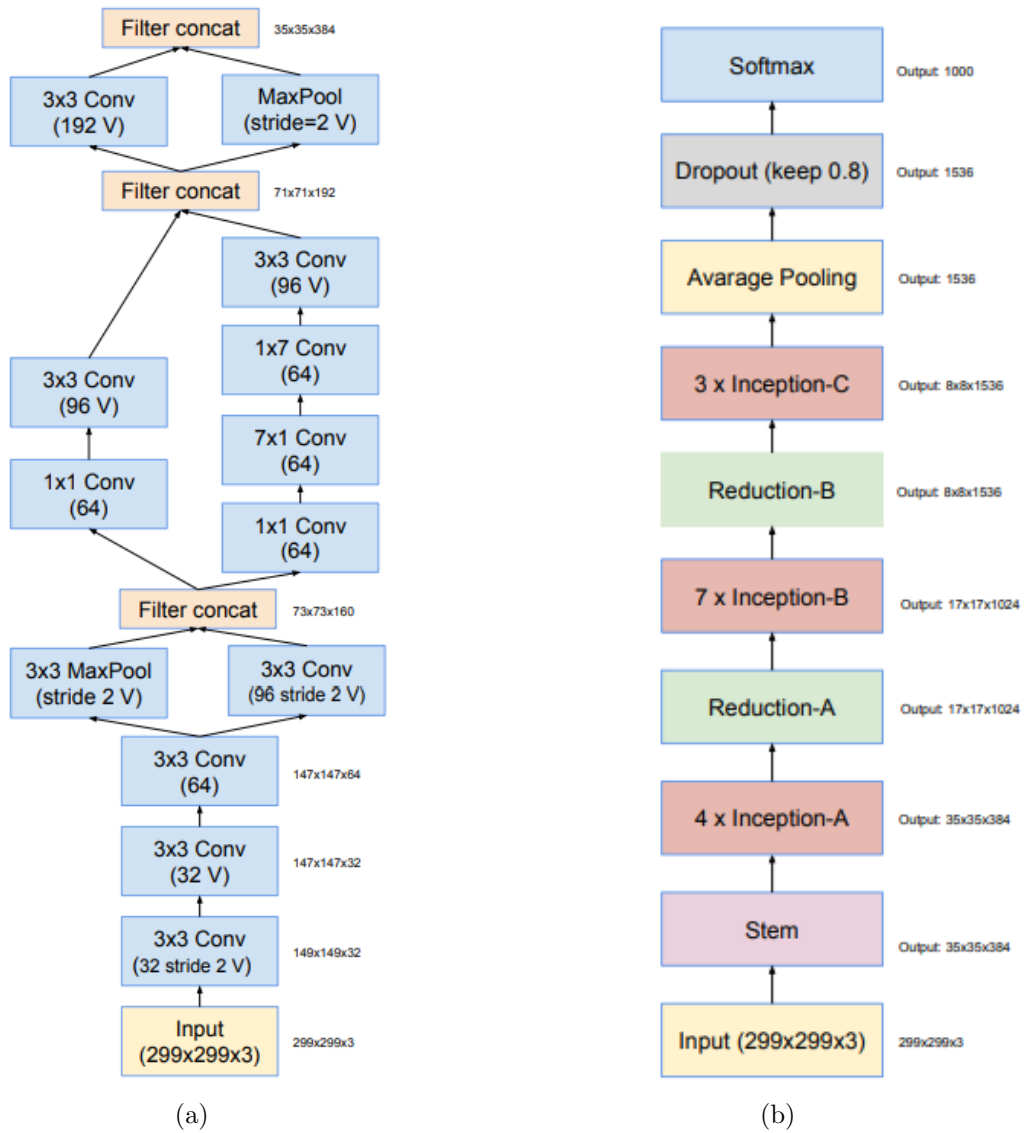 Filter concat
35x35x384
3x3 Conv
(192 V)
MaxPool
(stride=2 V)
Filter concat
71x71x192
3x3 Conv
(96 V)
1x7 Conv
(64)
3x3 Conv
(96 V)
7x1 Conv
(64)
1x1 Conv
(64)
1x1 Conv
(64)
Filter concat
73x73x160
3x3 MaxPool
(stride 2 V)
3x3 Conv
(96 stride 2 V)
3x3 Conv
(64)
147x147x64
3x3 Conv
(32 V)
147x147x32
3x3 Conv
(32 stride 2 V)
149x149x32
Input
(299x299x3)
299x299x3
(a)
Softmax
Output: 1000
Dropout (keep 0.8)
Output: 1536
Avarage Pooling
Output: 1536
3 x Inception-C
Output: 8x8x1536
Reduction-B
Output: 8x8x1536
7 x Inception-B
Output: 17x17x1024
Reduction-A
Output: 17x17x1024
4 x Inception-A
Output: 35x35x384
Stem
Output: 35x35x384
Input (299x299x3)
299x299x3
(b)